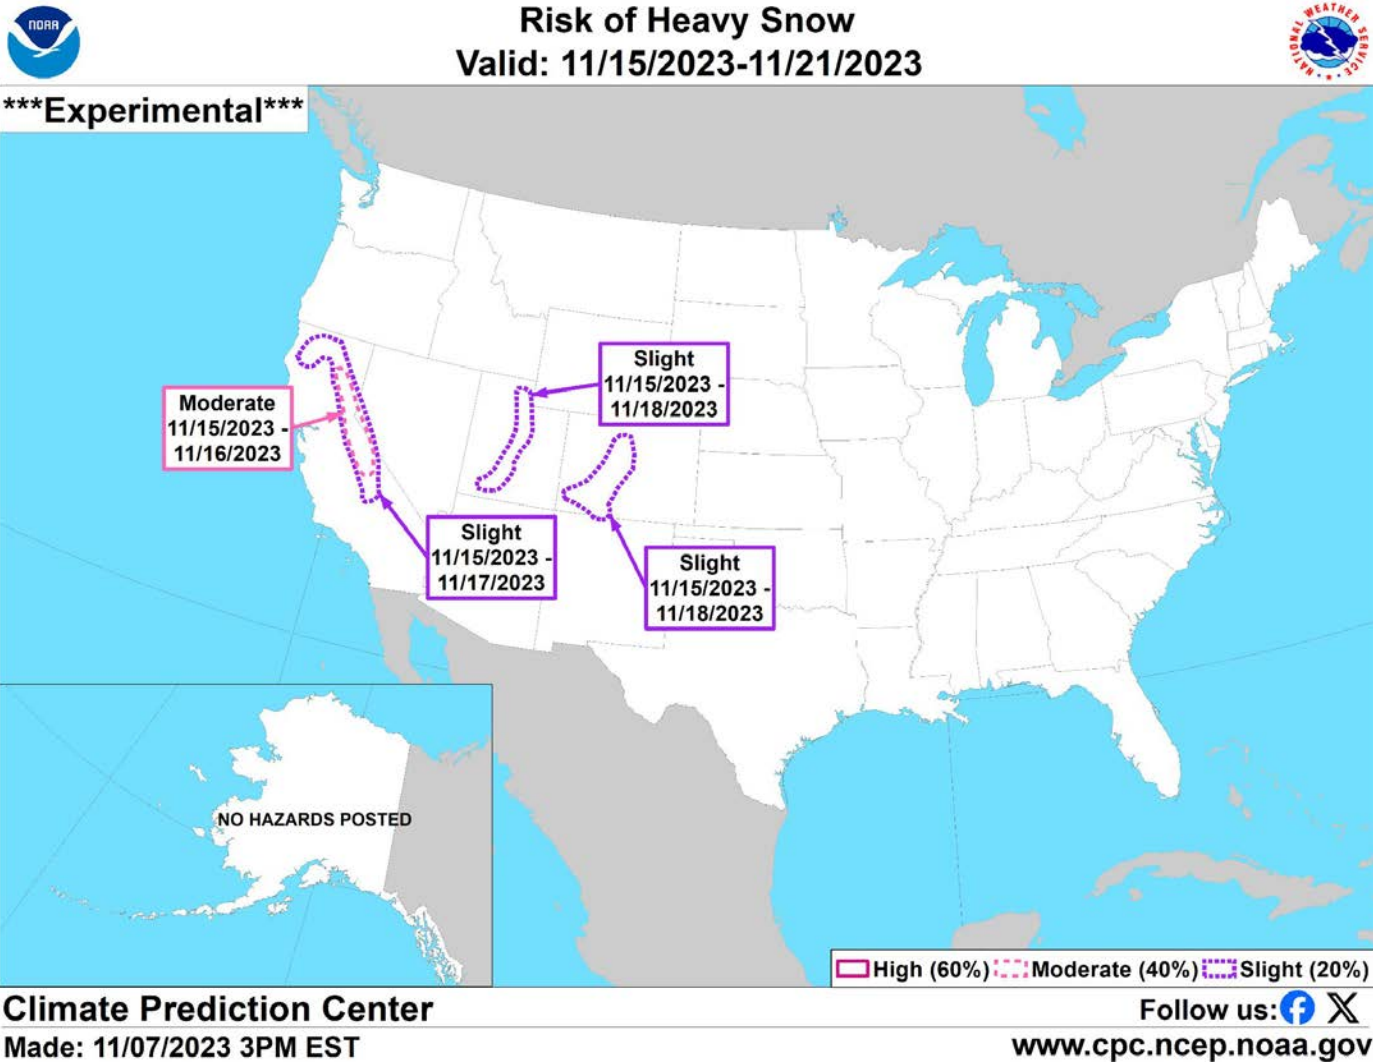 NOAA
Risk of Heavy Snow
Valid: 11/15/2023-11/21/2023
NATIONAL WEATHER SERVICE
***Experimental***
Slight
11/15/2023 -
11/18/2023
Moderate
11/15/2023 -
11/16/2023
Slight
11/15/2023 -
11/17/2023
Slight
11/15/2023 -
11/18/2023
NO HAZARDS POSTED
High (60%) Moderate (40%) Slight (20%)
Climate Prediction Center
Follow us:
Made: 11/07/2023 3PM EST
www.cpc.ncep.noaa.gov